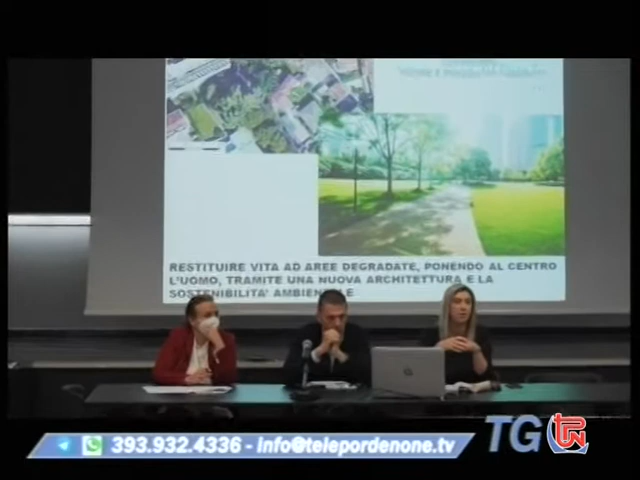 RESTITUIRE VITA AD AREE DEGRADATE, PONENDO AL CENTRO
L'UOMO, TRAMITE UNA NUOVA ARCHITETTURA E LA
SOSTENIBILITA' AMBIENTALE
TG TPN
393.932.4336 - info@telepordenone.tv